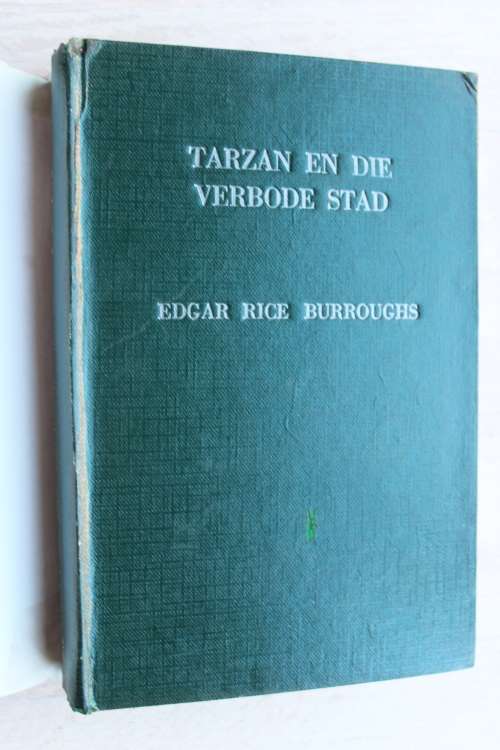 TARZAN EN DIE
VERBODE STAD
EDGAR RICE BURROUGHS